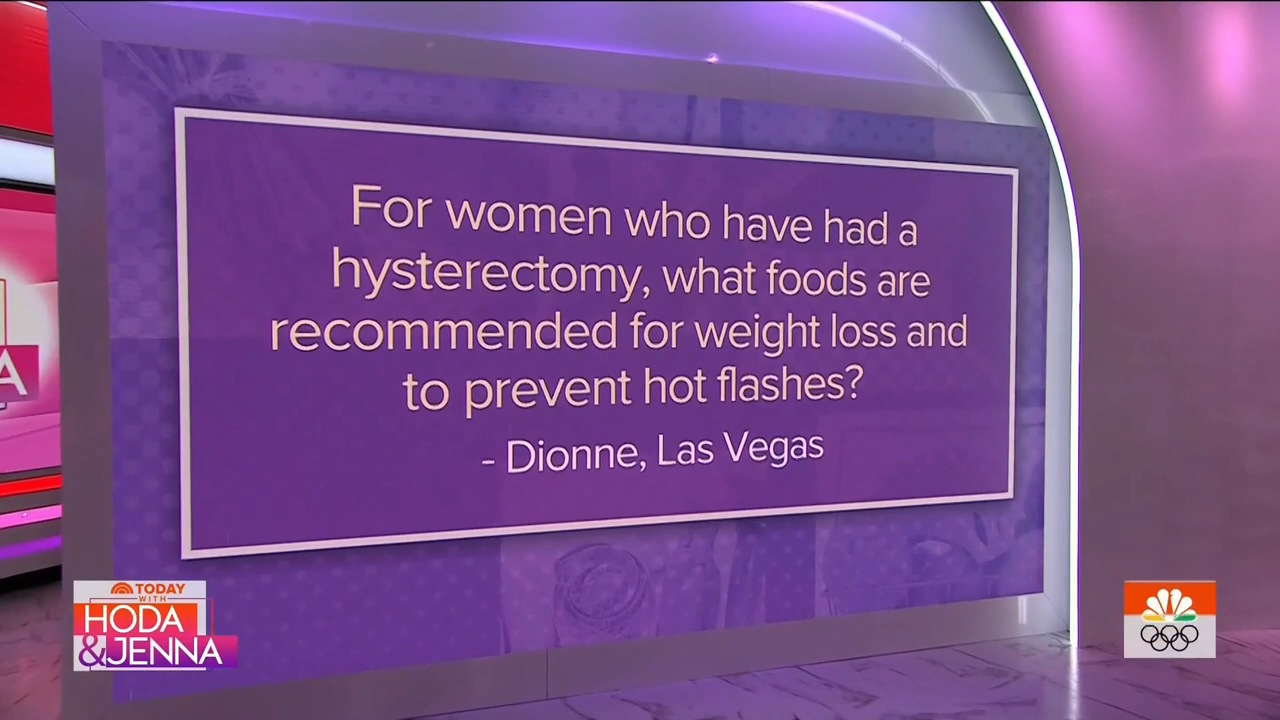 For women who have had a
hysterectomy, what foods are
recommended for weight loss and
to prevent hot flashes?
- Dionne, Las Vegas
A
TODAY
WITH
HODA
&JENNA